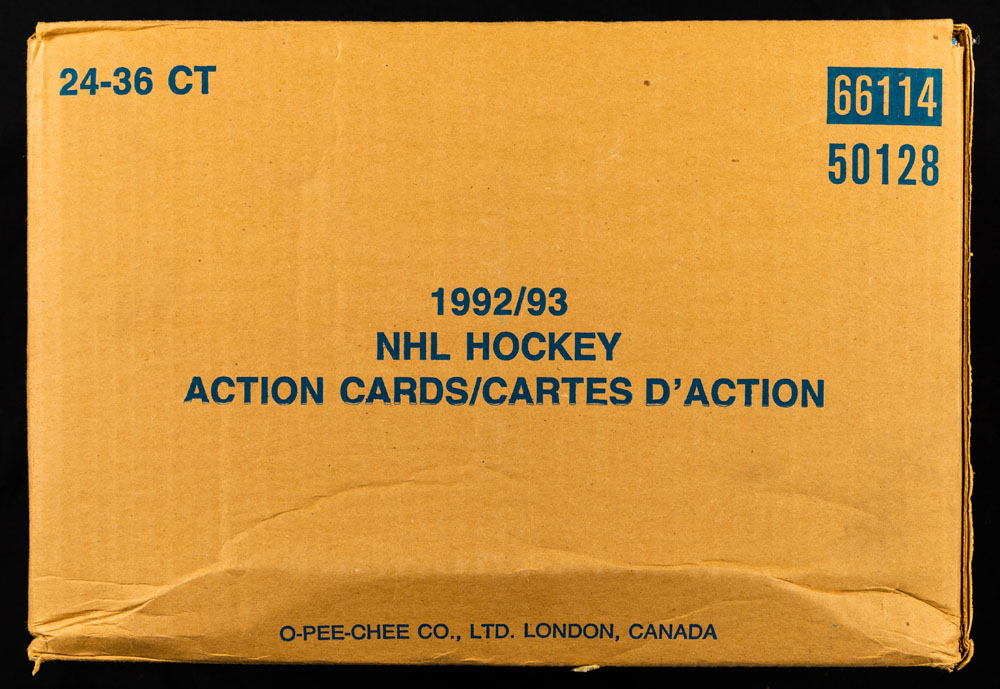 24-36 CT
66114
50128
1992/93
NHL HOCKEY
ACTION CARDS/CARTES D'ACTION
O-PEE-CHEE CO., LTD. LONDON, CANADA